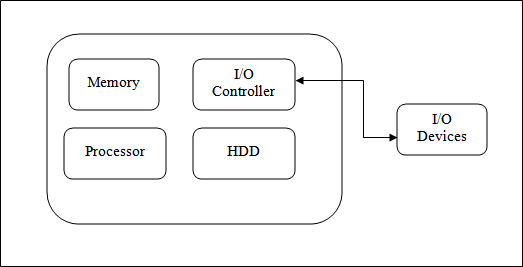 Memory
I/O
Controller
Processor
HDD
I/O
Devices